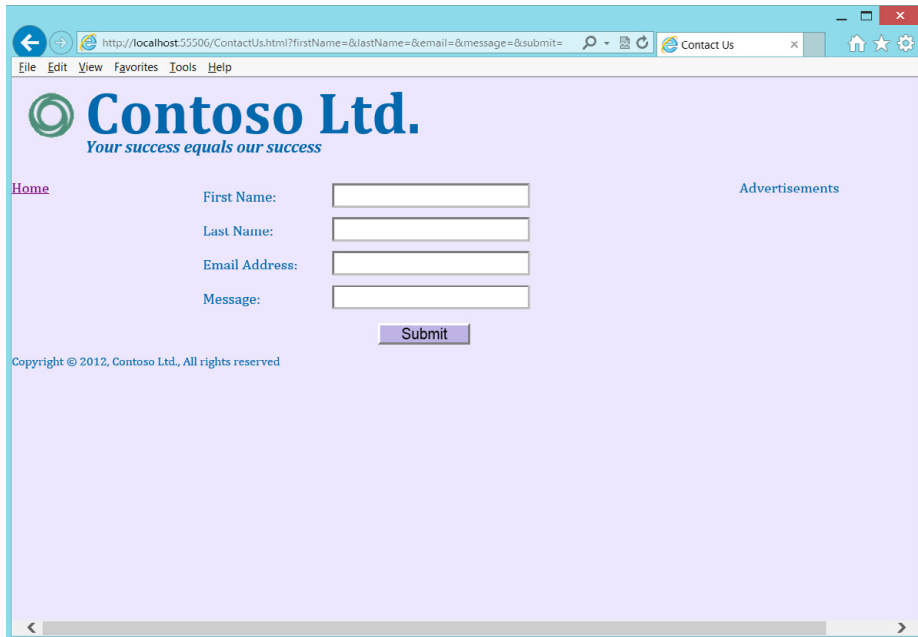 http://localhost:55506/ContactUs.html?firstName=&lastName=&email=&message=&submit=
Contact Us
File Edit View Favorites Tools Help
Contoso Ltd.
Your success equals our success
Home
First Name:
Advertisements
Last Name:
Email Address:
Message:
Submit
Copyright © 2012, Contoso Ltd., All rights reserved